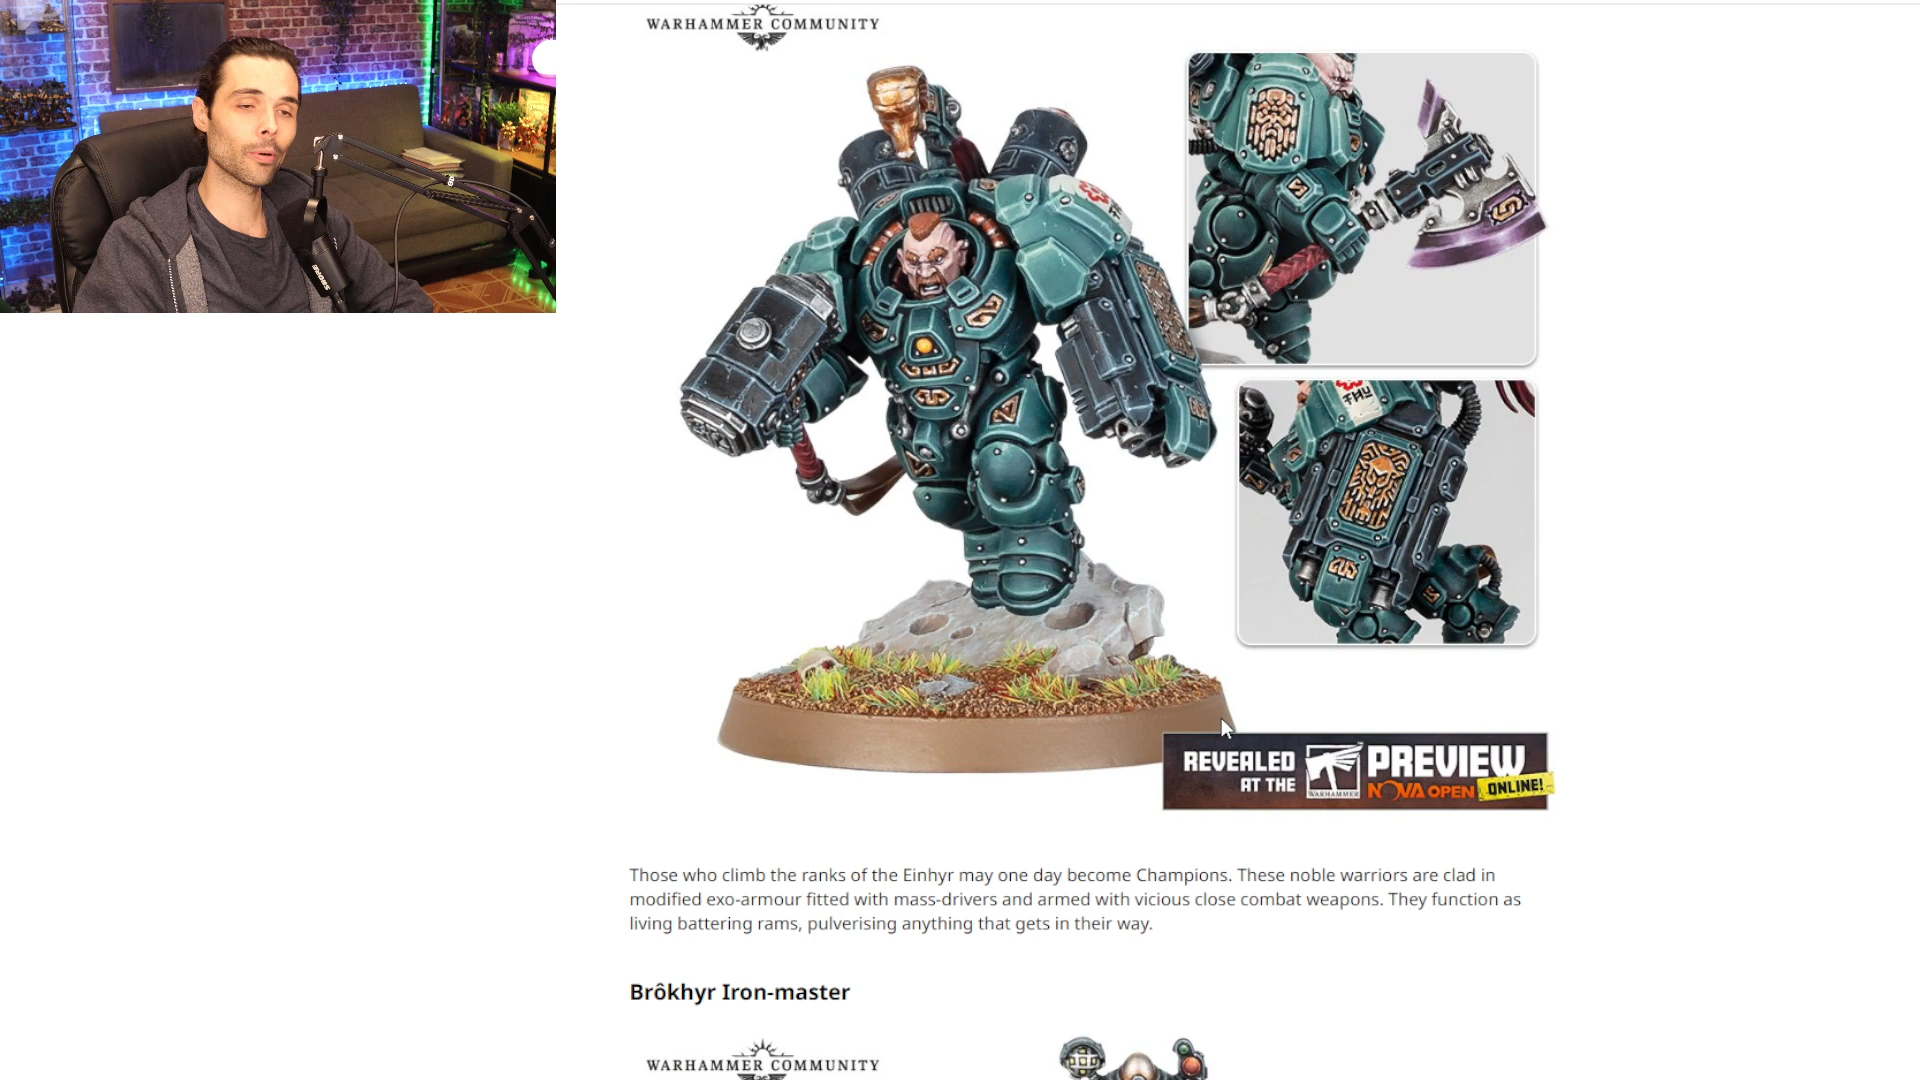 WARHAMMER COMMUNITY
REVEALED
AT THE
WARHAMMER
PREVIEW
NOVA OPEN
ONLINE!
Those who climb the ranks of the Einhyr may one day become Champions. These noble warriors are clad in
modified exo-armour fitted with mass-drivers and armed with vicious close combat weapons. They function as
living battering rams, pulverising anything that gets in their way.
Brôkhyr Iron-master
WARHAMMER COMMUNITY